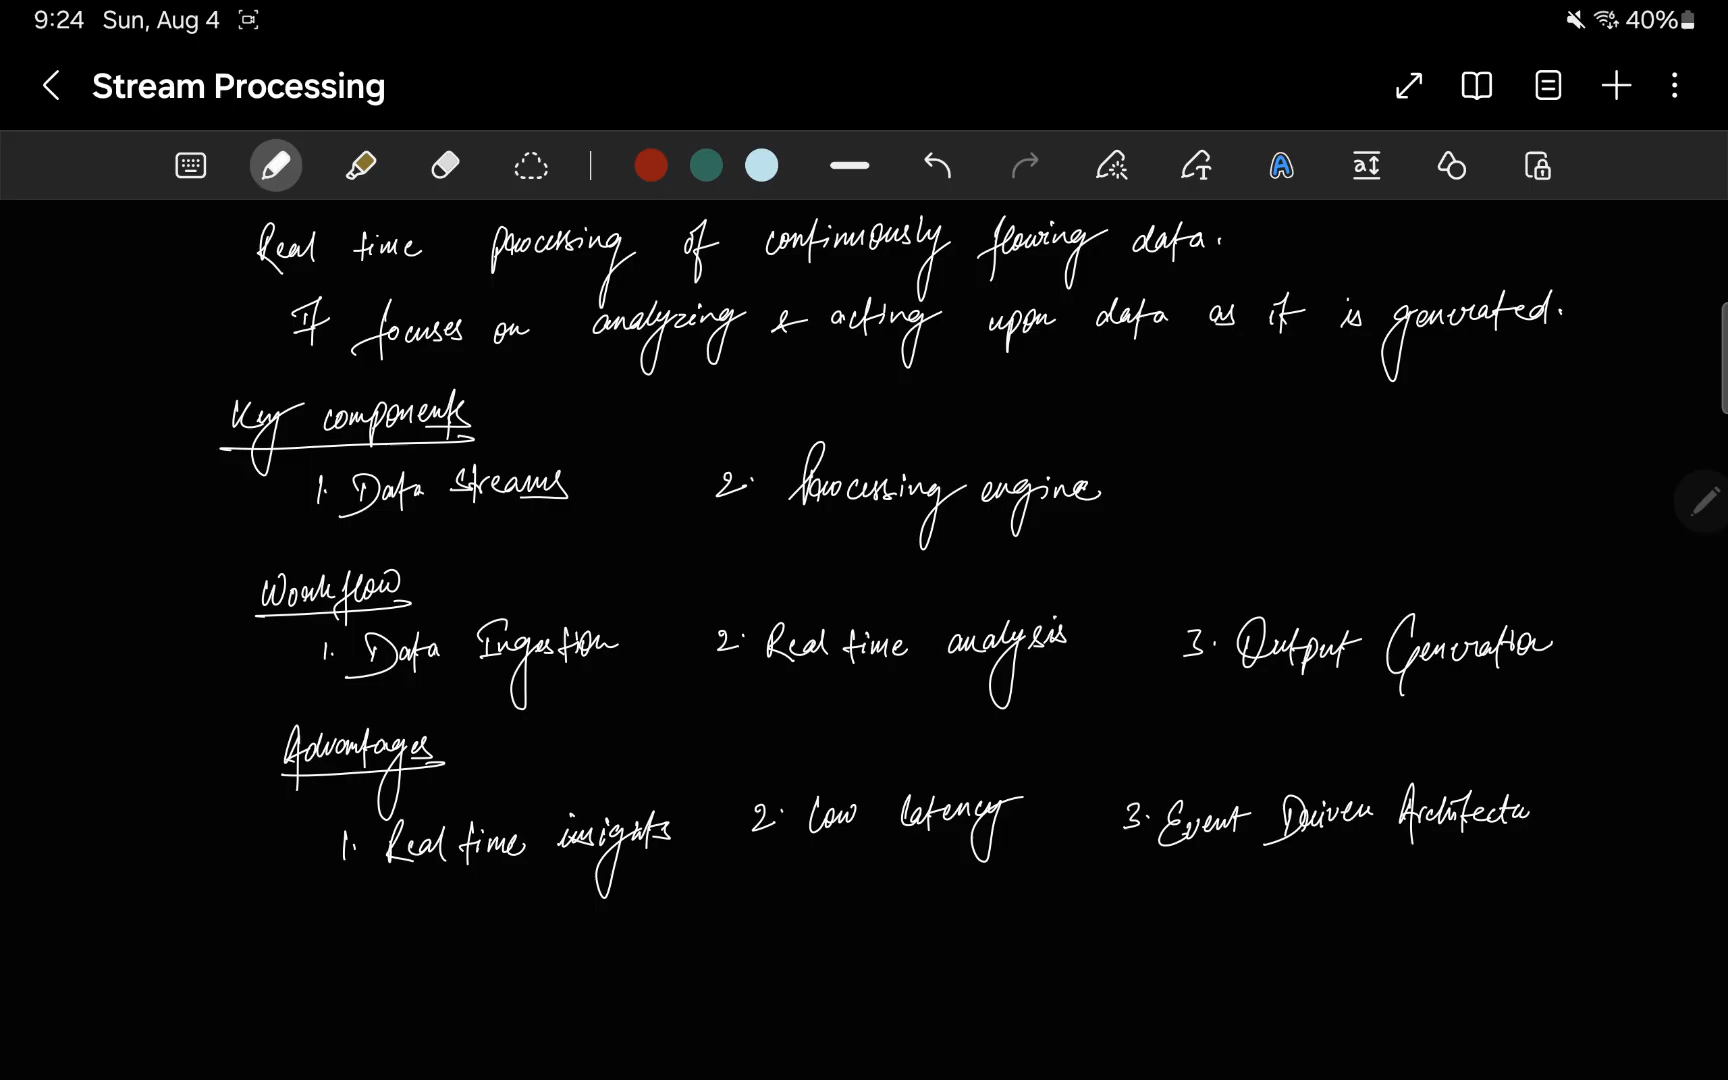 9:24 Sun, Aug 4 40%
Stream Processing
Real time processing of continuously flowing data.
It focuses on analyzing & acting upon data as it is generated.
Key components
1. Data Streams 2. Processing engine
Workflow
1. Data Ingestion 2. Real time analysis 3. Output Generation
Advantages
1. Real time insights 2. Low latency 3. Event Driven Architectu